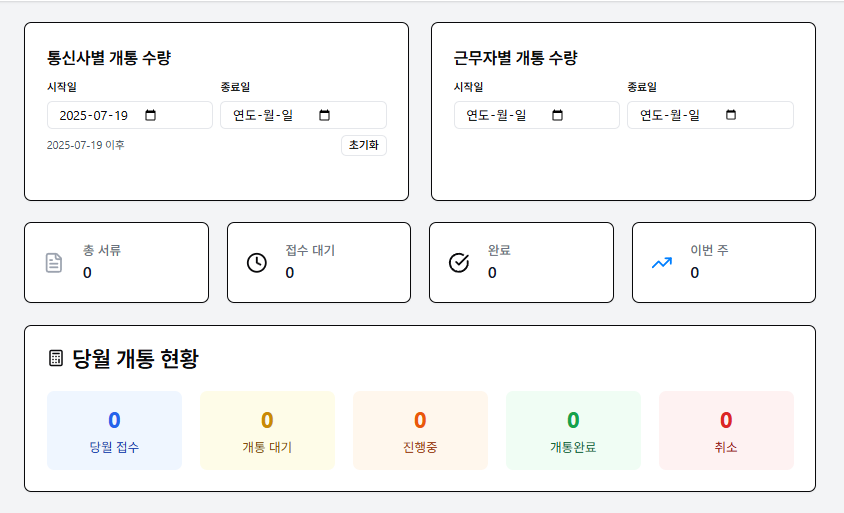 통신사별 개통 수량
시작일 종료일
2025-07-19 연도-월-일
2025-07-19 이후 초기화
근무자별 개통 수량
시작일 종료일
연도-월-일 연도-월-일
총 서류
0
접수 대기
0
완료
0
이번 주
0
당월 개통 현황
0
당월 접수
0
개통 대기
0
진행중
0
개통완료
0
취소